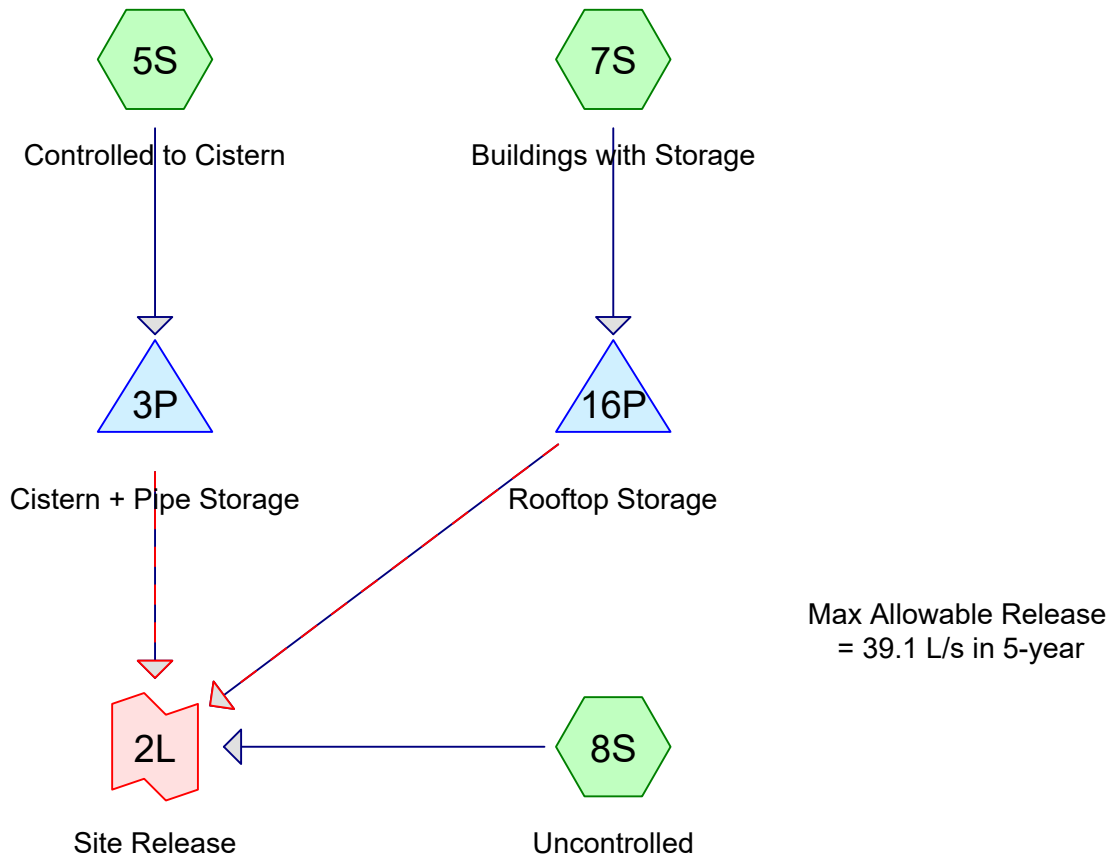 5S
7S
Controlled to Cistern
Buildings with Storage
3P
16P
Cistern + Pipe Storage
Rooftop Storage
Max Allowable Release
= 39.1 L/s in 5-year
2L
8S
Site Release
Uncontrolled